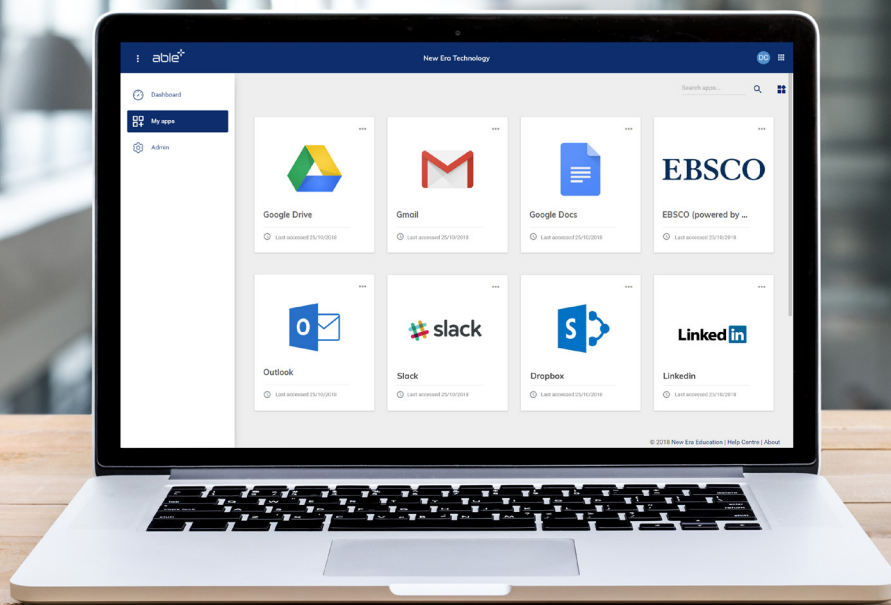 able+
New Era Technology
DC
Search apps...
Dashboard
My apps
Admin
Google Drive
Last accessed 25/10/2018
Gmail
Last accessed 25/10/2018
Google Docs
Last accessed 25/10/2018
EBSCO
EBSCO (powered by ...
Last accessed 25/10/2018
O
Outlook
Last accessed 25/10/2018
slack
Slack
Last accessed 25/10/2018
S
Dropbox
Last accessed 25/10/2018
Linked in
Linkedin
Last accessed 25/10/2018
© 2018 New Era Education | Help Centre | About